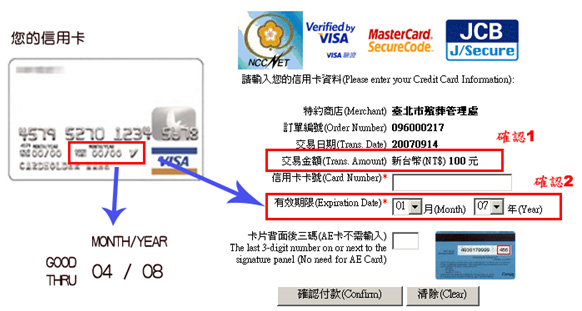 您的信用卡
4579 5270 1234 5678
00/00 00/00 V
VISA
CARDHOLDER NAME
MONTH/YEAR
GOOD THRU 04 / 08
NCCNET
Verified by VISA
VISA 驗證
MasterCard. SecureCode.
JCB J/Secure
請輸入您的信用卡資料(Please enter your Credit Card Information):
特約商店(Merchant) 臺北市殯葬管理處
訂單編號(Order Number) 096000217
交易日期(Trans. Date) 20070914
確認1
交易金額(Trans. Amount) 新台幣(NT$) 100 元
信用卡卡號(Card Number)*
確認2
有效期限(Expiration Date)* 01 月(Month) 07 年(Year)
卡片背面後三碼(AE卡不需輸入)
The last 3-digit number on or next to the
signature panel (No need for AE Card)
確認付款(Confirm) 清除(Clear)